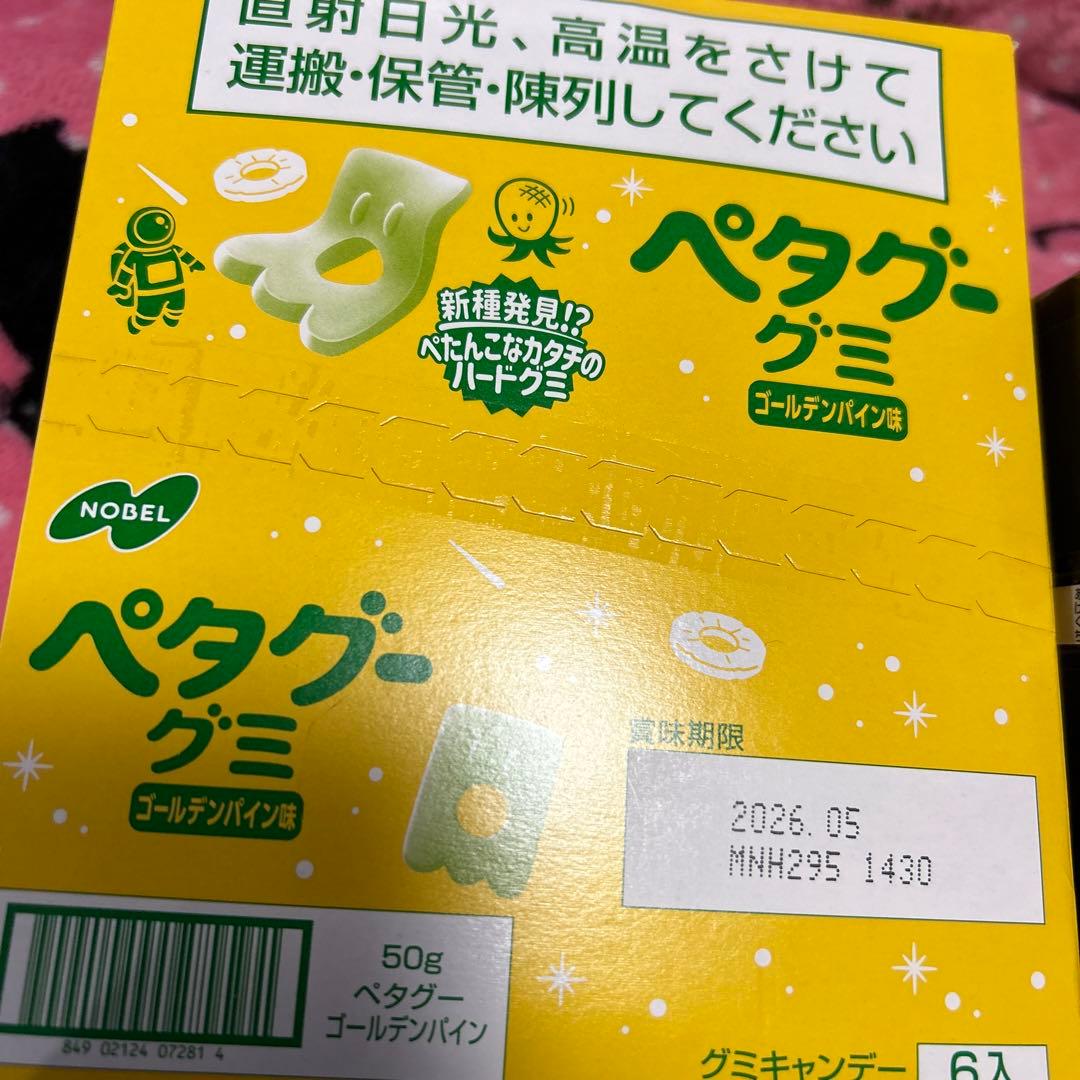 直射日光、高温をさけて
運搬・保管・陳列してください
ペタグー
グミ
ゴールデンパイン味
新種発見!?
ぺたんこなカタチの
ハードグミ
NOBEL
ペタグー
グミ
ゴールデンパイン味
賞味期限
2026.05
MNH295 1430
50g
ペタグー
ゴールデンパイン
849 02124 07281 4
グミキャンデー
6入